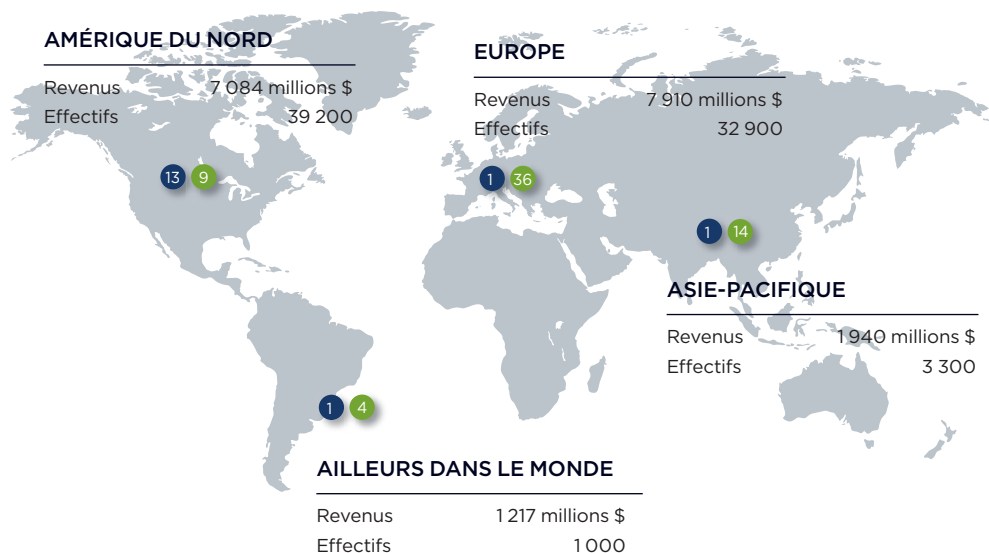 AMÉRIQUE DU NORD
Revenus 7 084 millions $
Effectifs 39 200
13 9
EUROPE
Revenus 7 910 millions $
Effectifs 32 900
1 36
1 14
ASIE-PACIFIQUE
Revenus 1 940 millions $
Effectifs 3 300
1 4
AILLEURS DANS LE MONDE
Revenus 1 217 millions $
Effectifs 1 000